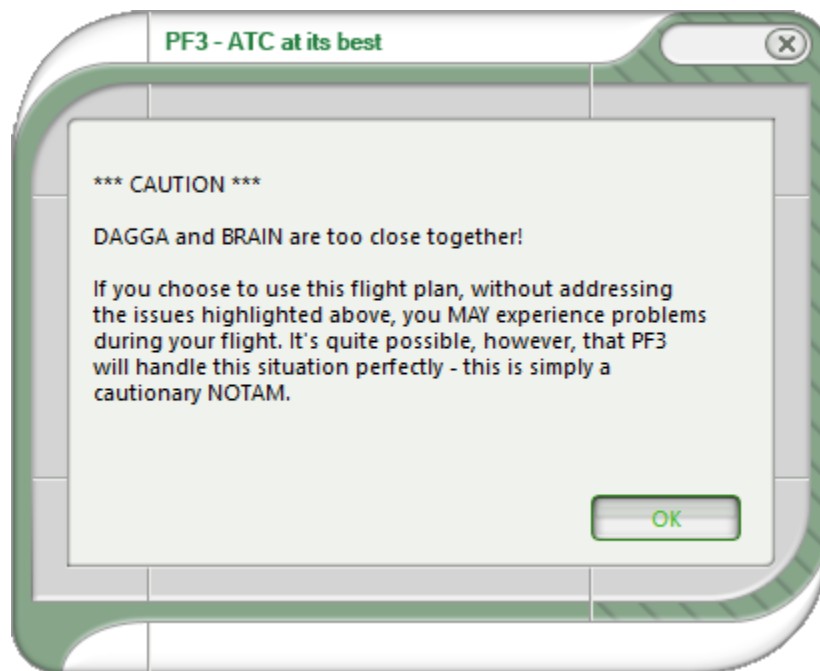 PF3 - ATC at its best
*** CAUTION ***
DAGGA and BRAIN are too close together!
If you choose to use this flight plan, without addressing
the issues highlighted above, you MAY experience problems
during your flight. It's quite possible, however, that PF3
will handle this situation perfectly - this is simply a
cautionary NOTAM.
OK